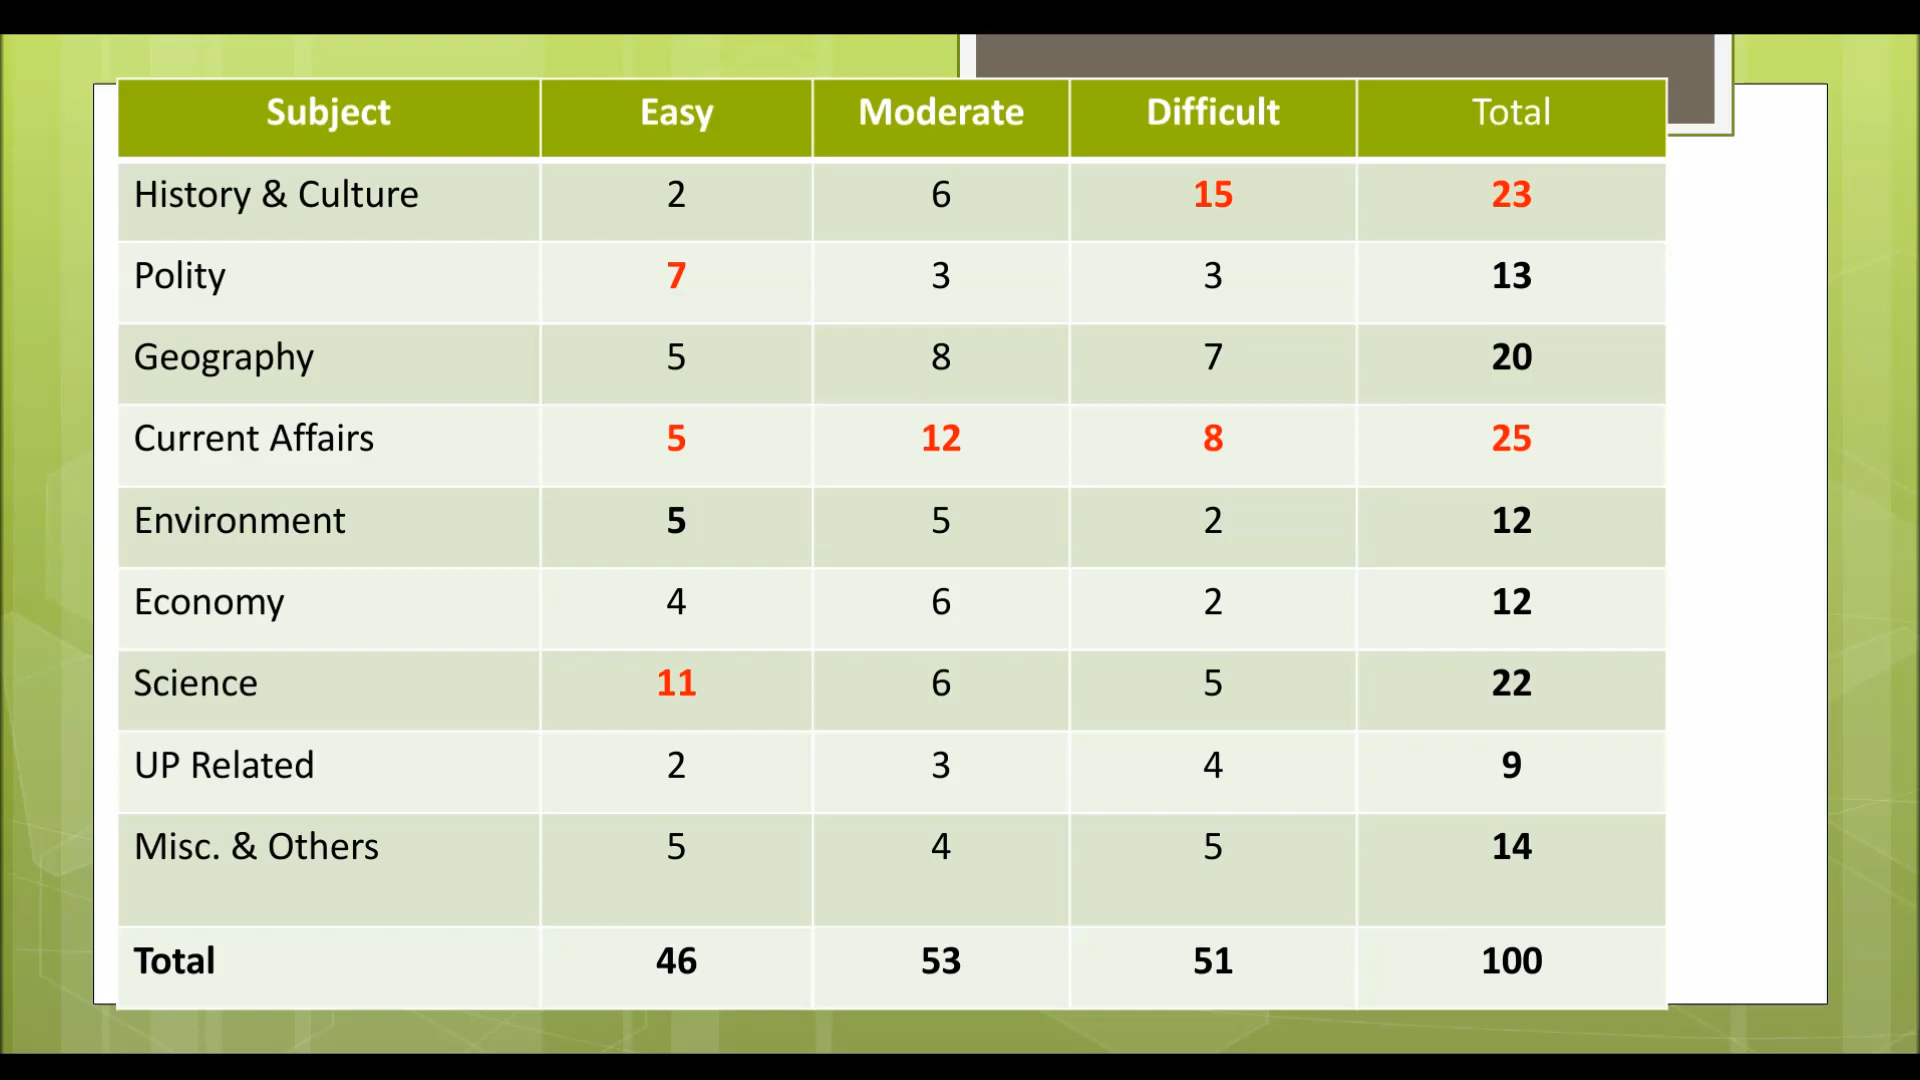 Subject Easy Moderate Difficult Total
History & Culture 2 6 15 23
Polity 7 3 3 13
Geography 5 8 7 20
Current Affairs 5 12 8 25
Environment 5 5 2 12
Economy 4 6 2 12
Science 11 6 5 22
UP Related 2 3 4 9
Misc. & Others 5 4 5 14
Total 46 53 51 100